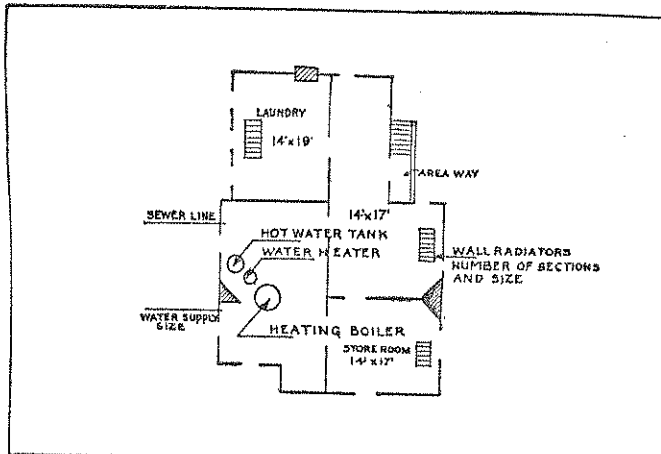 LAUNDRY
14'x19'
AREA WAY
14'x17'
SEWER LINE
HOT WATER TANK
WATER HEATER
WALL RADIATORS
NUMBER OF SECTIONS
AND SIZE
WATER SUPPLY
SIZE
HEATING BOILER
STORE ROOM
14'x17'